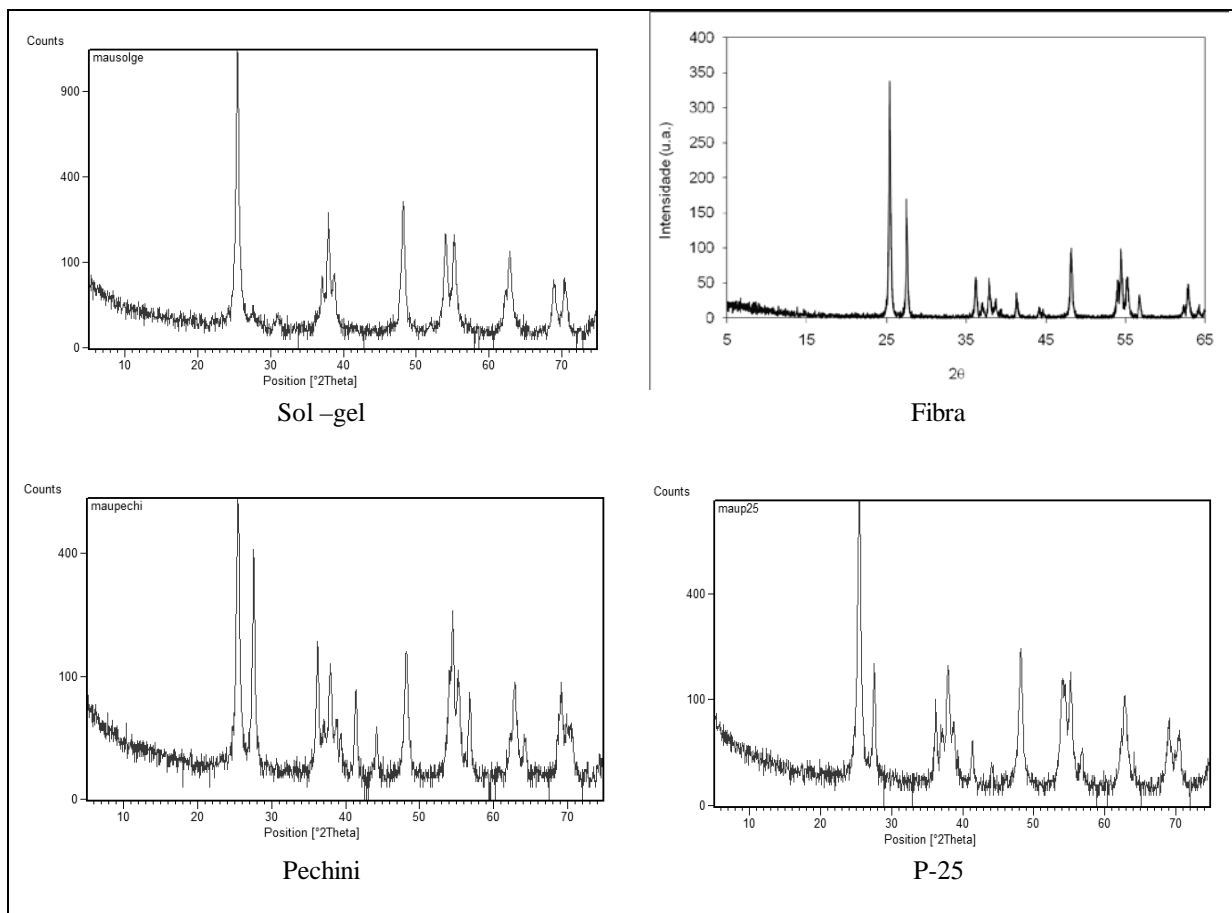 Counts
mausolge
900
400
100
0
10 20 30 40 50 60 70
Position [°2Theta]
Sol –gel
400
350
300
250
200
150
100
50
0
Intensidade (u.a.)
5 15 25 35 45 55 65
2θ
Fibra
Counts
maupechi
400
100
0
10 20 30 40 50 60 70
Position [°2Theta]
Pechini
Counts
maup25
400
100
0
10 20 30 40 50 60 70
Position [°2Theta]
P-25